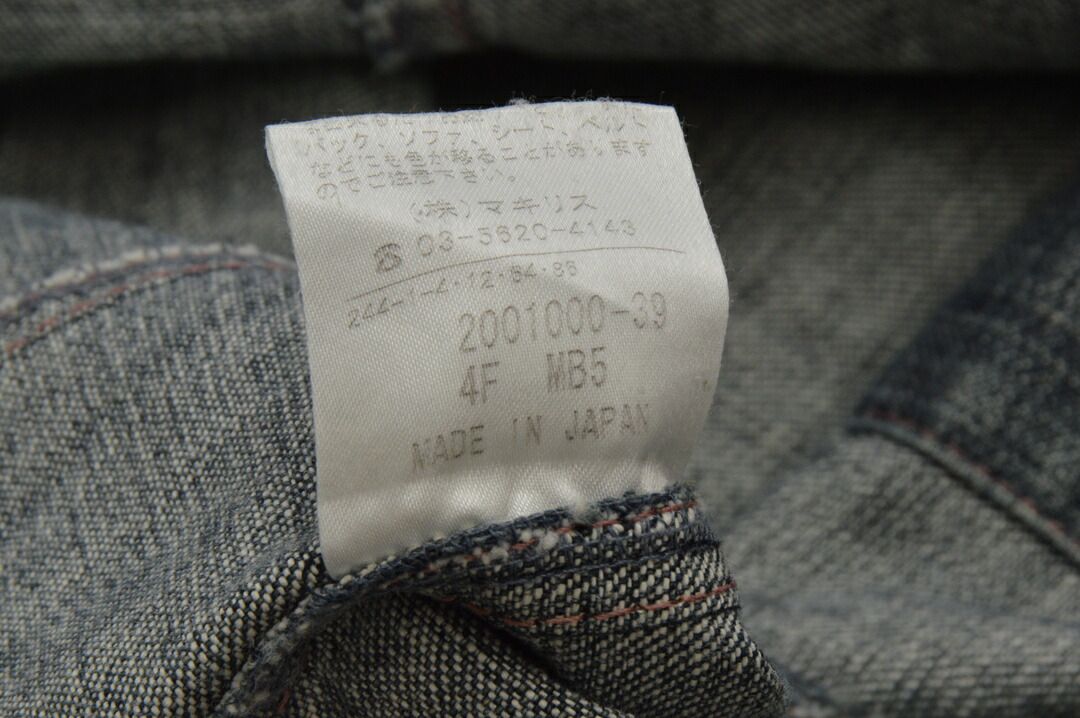 バック、ソファ、シート、ベルト
などにも色が移ることがあります
のでご注意下さい。
(株)マキリス
☎ 03-5620-4143
244-1-4・12・64・86
2001000-39
4F MB5
MADE IN JAPAN